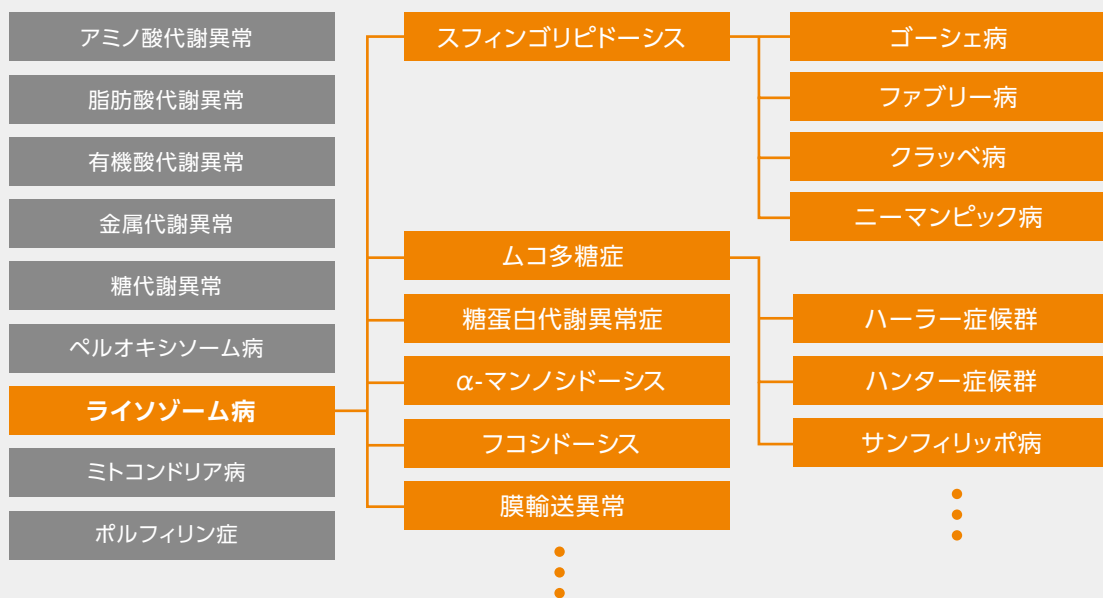 アミノ酸代謝異常
脂肪酸代謝異常
有機酸代謝異常
金属代謝異常
糖代謝異常
ペルオキシソーム病
ライソゾーム病
ミトコンドリア病
ポルフィリン症
スフィンゴリピドーシス
ムコ多糖症
糖蛋白代謝異常症
α-マンノシドーシス
フコシドーシス
膜輸送異常
ゴーシェ病
ファブリー病
クラッベ病
ニーマンピック病
ハーラー症候群
ハンター症候群
サンフィリッポ病